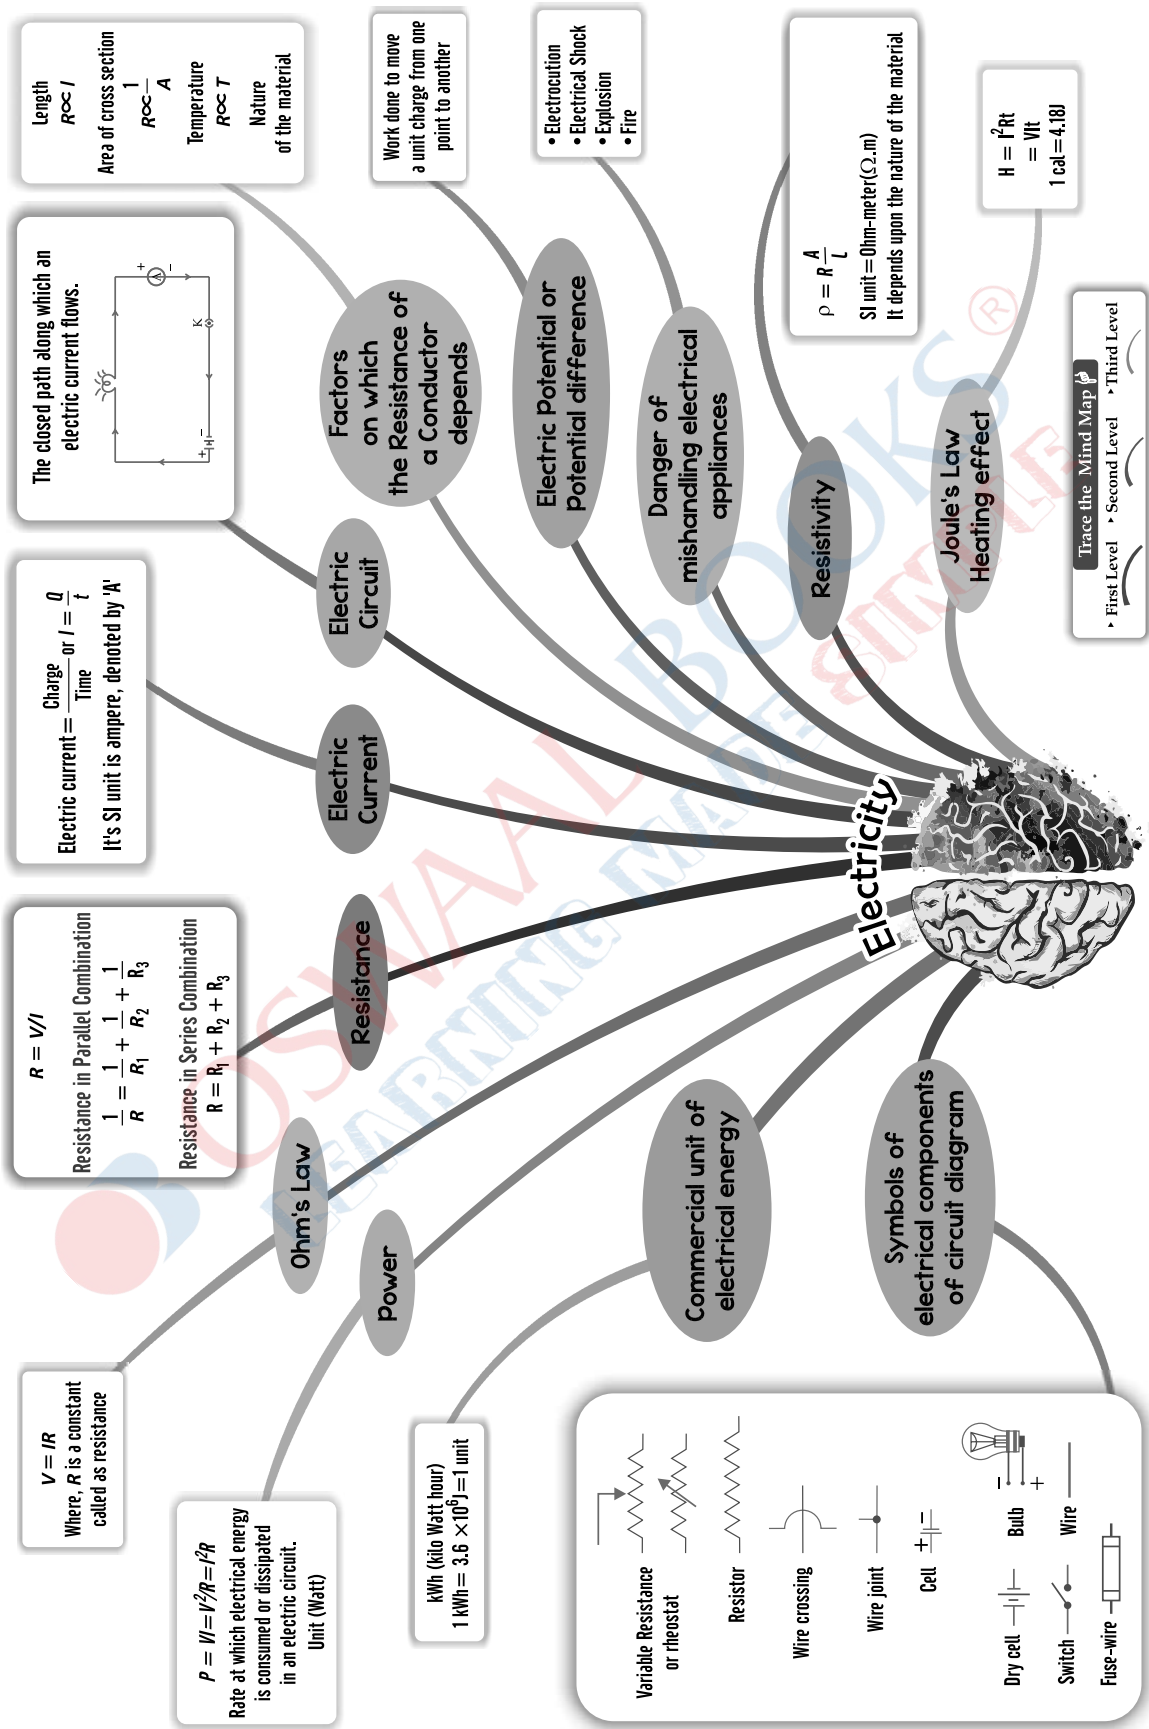 Electricity
Symbols of
electrical components
of circuit diagram
Variable Resistance
or rheostat
Resistor
Wire crossing
Wire joint
Cell
+ −
Dry cell
Bulb
−
+
Switch
Wire
Fuse-wire
Commercial unit of
electrical energy
kWh (kilo Watt hour)
1 kWh = 3.6 ×10⁶J=1 unit
Power
P = VI=V²/R=I²R
Rate at which electrical energy
is consumed or dissipated
in an electric circuit.
Unit (Watt)
Ohm's Law
V = IR
Where, R is a constant
called as resistance
Resistance
R = V/I
Resistance in Parallel Combination
1/R = 1/R₁ + 1/R₂ + 1/R₃
Resistance in Series Combination
R = R₁ + R₂ + R₃
Electric
Current
Electric current = Charge/Time or I = Q/t
It's SI unit is ampere, denoted by 'A'
Electric
Circuit
The closed path along which an
electric current flows.
+ −
K
+ A −
Factors
on which
the Resistance of
a Conductor
depends
Length
R∝ l
Area of cross section
R∝ 1/A
Temperature
R∝ T
Nature
of the material
Electric Potential or
Potential difference
Work done to move
a unit charge from one
point to another
Danger of
mishandling electrical
appliances
• Electrocution
• Electrical Shock
• Explosion
• Fire
Resistivity
ρ = R A/L
SI unit=Ohm-meter(Ω.m)
It depends upon the nature of the material
Joule's Law
Heating effect
H = I²Rt
= VIt
1 cal=4.18J
Trace the Mind Map
‣ First Level ‣ Second Level ‣ Third Level
OSWAAL BOOKS ®
LEARNING MADE SIMPLE